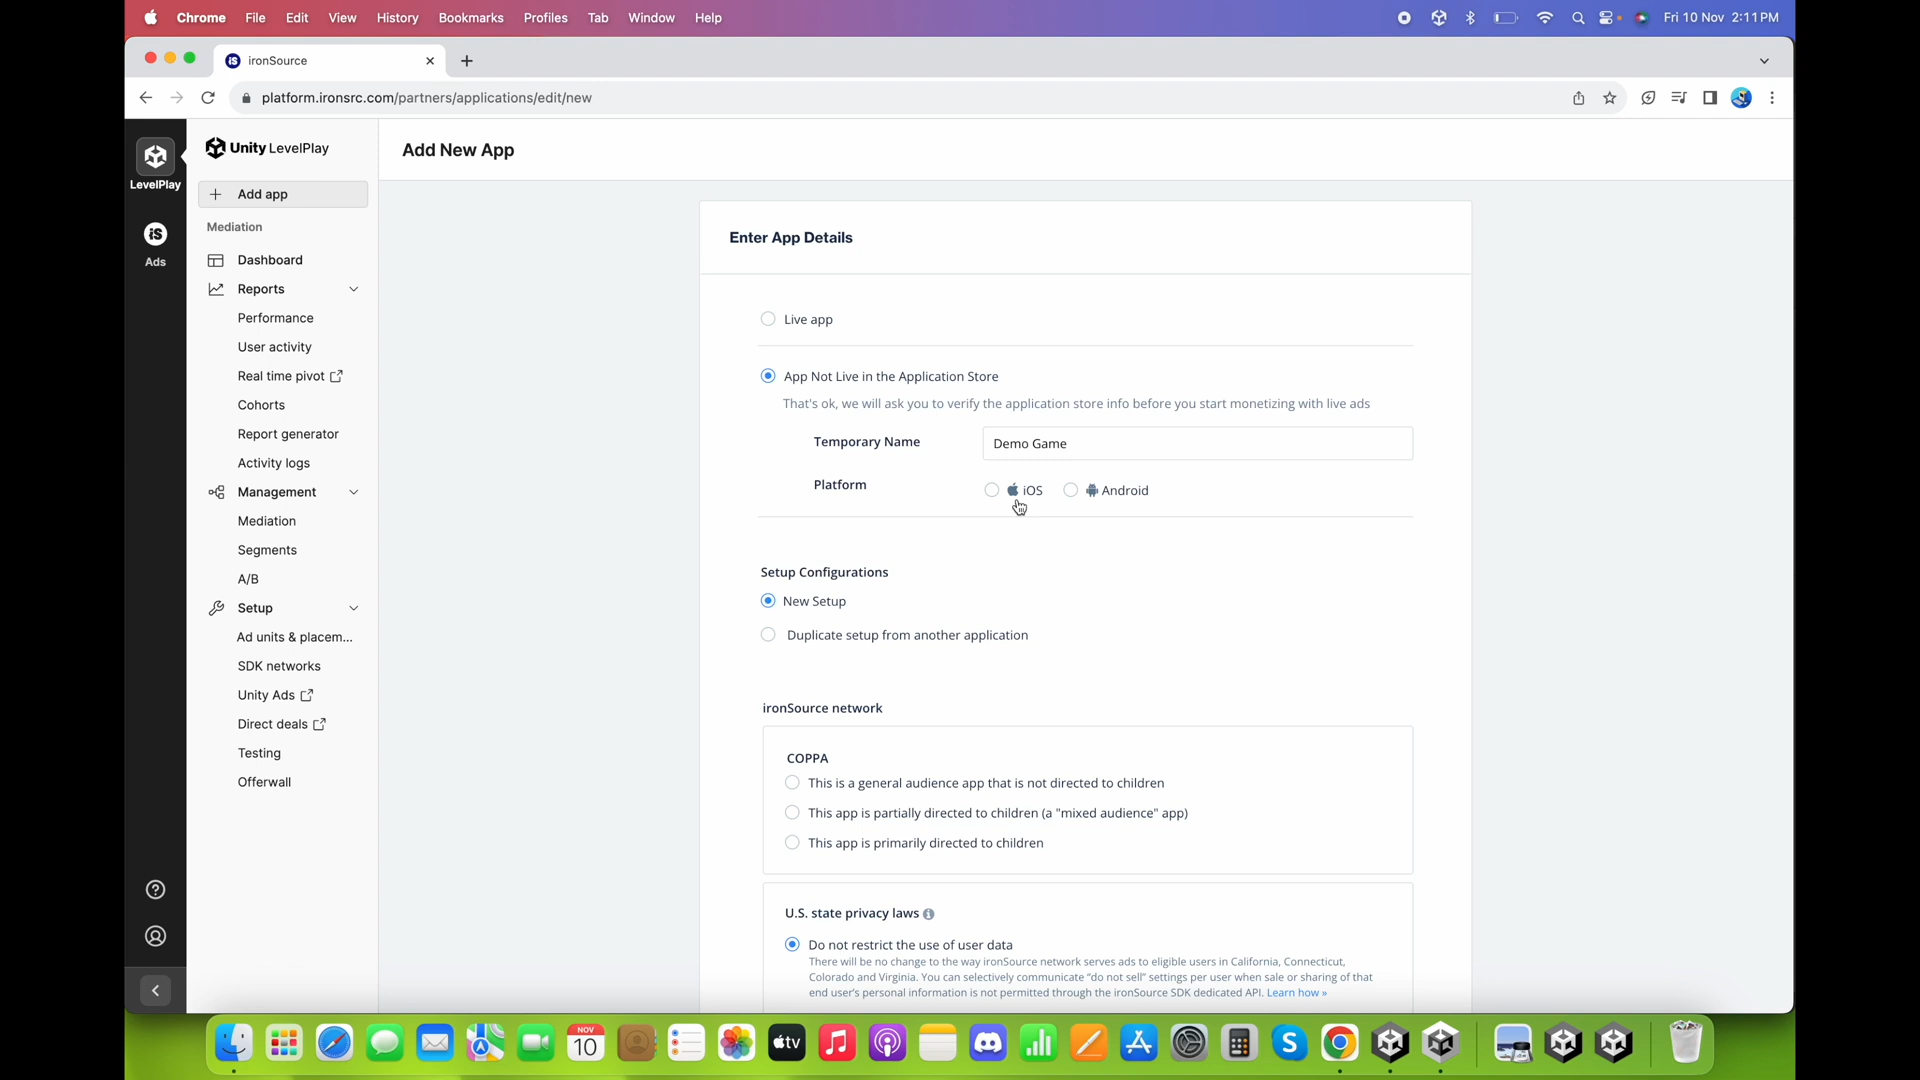 Chrome File Edit View History Bookmarks Profiles Tab Window Help Fri 10 Nov 2:11PM
ironSource
platform.ironsrc.com/partners/applications/edit/new
LevelPlay
Ads
Unity LevelPlay
Add app
Mediation
Dashboard
Reports
Performance
User activity
Real time pivot
Cohorts
Report generator
Activity logs
Management
Mediation
Segments
A/B
Setup
Ad units & placem...
SDK networks
Unity Ads
Direct deals
Testing
Offerwall
Add New App
Enter App Details
Live app
App Not Live in the Application Store
That's ok, we will ask you to verify the application store info before you start monetizing with live ads
Temporary Name Demo Game
Platform iOS Android
Setup Configurations
New Setup
Duplicate setup from another application
ironSource network
COPPA
This is a general audience app that is not directed to children
This app is partially directed to children (a "mixed audience" app)
This app is primarily directed to children
U.S. state privacy laws
Do not restrict the use of user data
There will be no change to the way ironSource network serves ads to eligible users in California, Connecticut,
Colorado and Virginia. You can selectively communicate “do not sell” settings per user when sale or sharing of that
end user's personal information is not permitted through the ironSource SDK dedicated API. Learn how »
NOV
10
tv